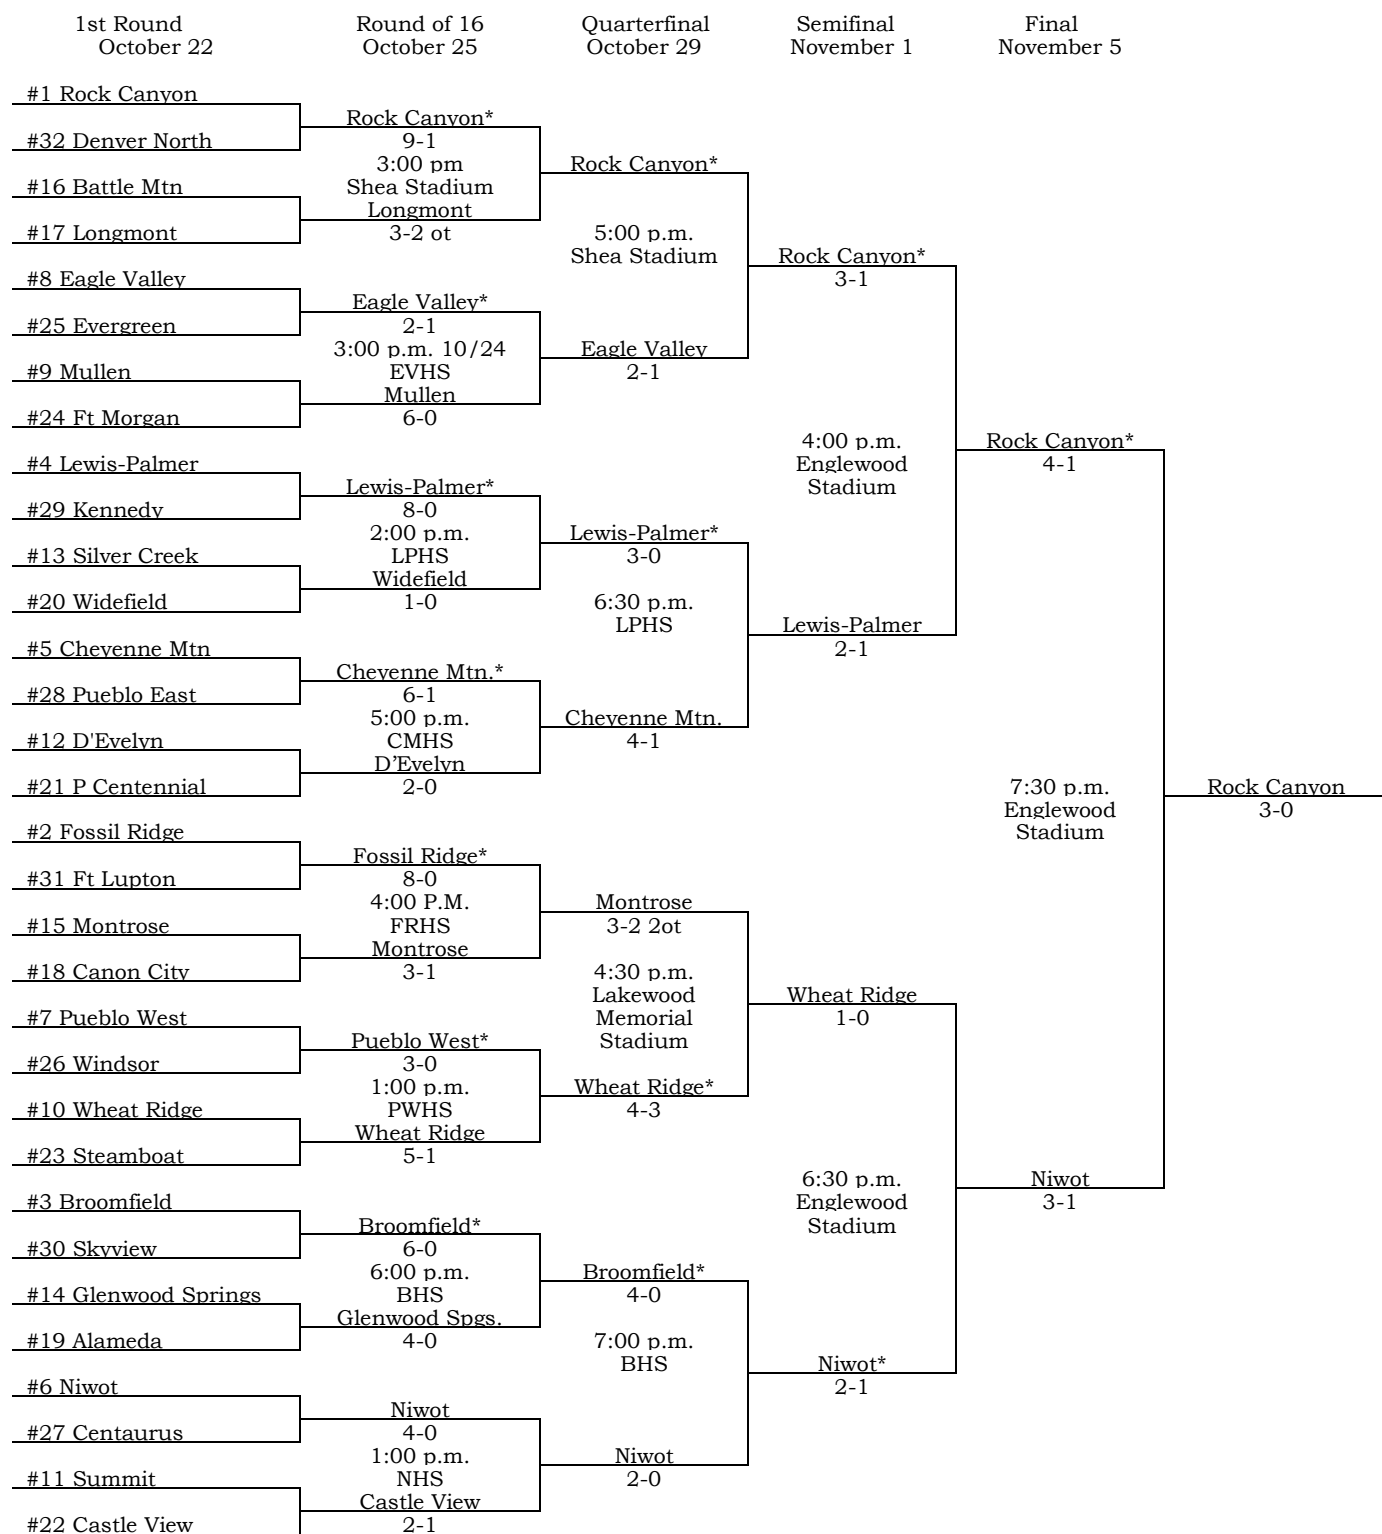 1st Round
October 22
Round of 16
October 25
Quarterfinal
October 29
Semifinal
November 1
Final
November 5
#1 Rock Canyon
#32 Denver North
#16 Battle Mtn
#17 Longmont
#8 Eagle Valley
#25 Evergreen
#9 Mullen
#24 Ft Morgan
#4 Lewis-Palmer
#29 Kennedy
#13 Silver Creek
#20 Widefield
#5 Cheyenne Mtn
#28 Pueblo East
#12 D'Evelyn
#21 P Centennial
#2 Fossil Ridge
#31 Ft Lupton
#15 Montrose
#18 Canon City
#7 Pueblo West
#26 Windsor
#10 Wheat Ridge
#23 Steamboat
#3 Broomfield
#30 Skyview
#14 Glenwood Springs
#19 Alameda
#6 Niwot
#27 Centaurus
#11 Summit
#22 Castle View
Rock Canyon*
9-1
3:00 pm
Shea Stadium
Longmont
3-2 ot
Eagle Valley*
2-1
3:00 p.m. 10/24
EVHS
Mullen
6-0
Lewis-Palmer*
8-0
2:00 p.m.
LPHS
Widefield
1-0
Cheyenne Mtn.*
6-1
5:00 p.m.
CMHS
D’Evelyn
2-0
Fossil Ridge*
8-0
4:00 P.M.
FRHS
Montrose
3-1
Pueblo West*
3-0
1:00 p.m.
PWHS
Wheat Ridge
5-1
Broomfield*
6-0
6:00 p.m.
BHS
Glenwood Spgs.
4-0
Niwot
4-0
1:00 p.m.
NHS
Castle View
2-1
Rock Canyon*
5:00 p.m.
Shea Stadium
Eagle Valley
2-1
Lewis-Palmer*
3-0
6:30 p.m.
LPHS
Cheyenne Mtn.
4-1
Montrose
3-2 2ot
4:30 p.m.
Lakewood
Memorial
Stadium
Wheat Ridge*
4-3
Broomfield*
4-0
7:00 p.m.
BHS
Niwot
2-0
Rock Canyon*
3-1
4:00 p.m.
Englewood
Stadium
Lewis-Palmer
2-1
Wheat Ridge
1-0
6:30 p.m.
Englewood
Stadium
Niwot*
2-1
Rock Canyon*
4-1
7:30 p.m.
Englewood
Stadium
Niwot
3-1
Rock Canyon
3-0